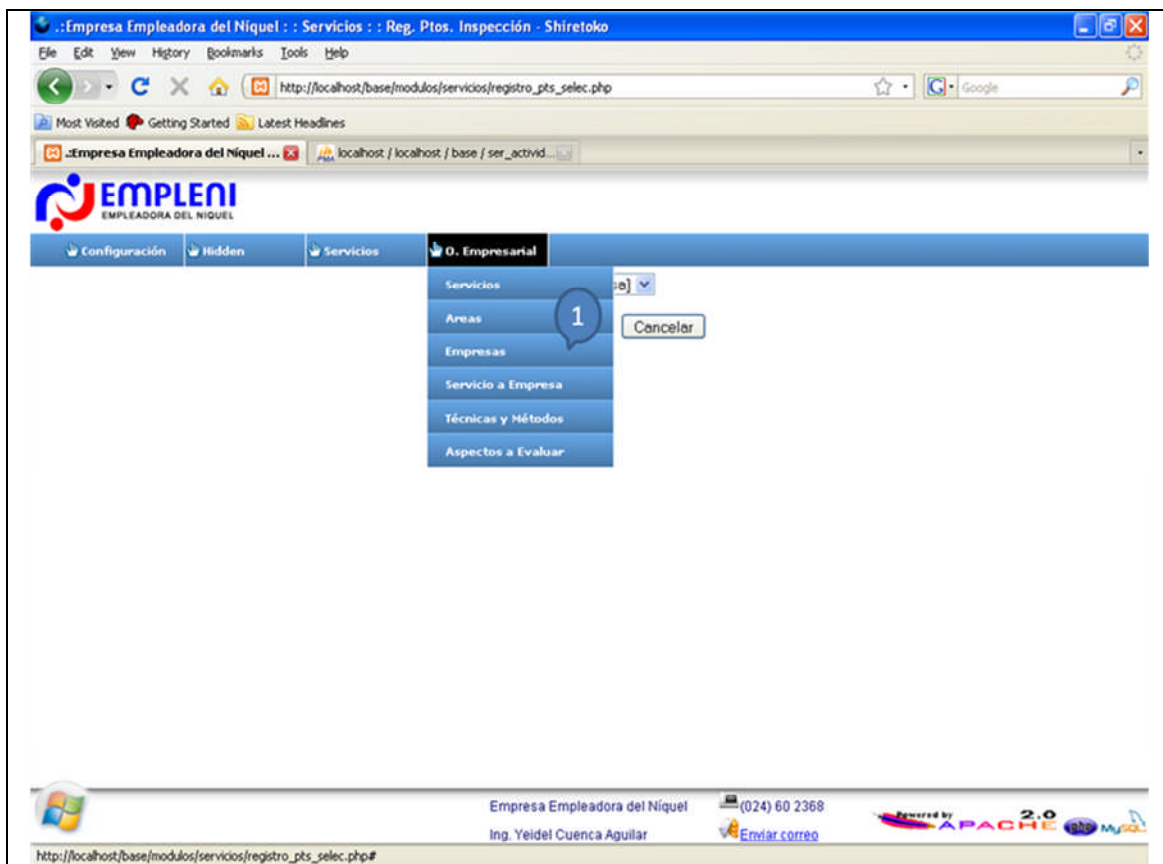 .:Empresa Empleadora del Níquel : : Servicios : : Reg. Ptos. Inspección - Shiretoko
File Edit View History Bookmarks Tools Help
http://localhost/base/modulos/servicios/registro_pts_selec.php
Google
Most Visited Getting Started Latest Headlines
.:Empresa Empleadora del Níquel ... localhost / localhost / base / ser_activid...
EMPLENI
EMPLEADORA DEL NIQUEL
Configuración Hidden Servicios O. Empresarial
Servicios
Areas
1
Cancelar
Empresas
Servicio a Empresa
Técnicas y Métodos
Aspectos a Evaluar
Empresa Empleadora del Níquel (024) 60 2368
Ing. Yeidel Cuenca Aguilar Enviar correo
Powered by APACHE 2.0 php MySQL
http://localhost/base/modulos/servicios/registro_pts_selec.php#